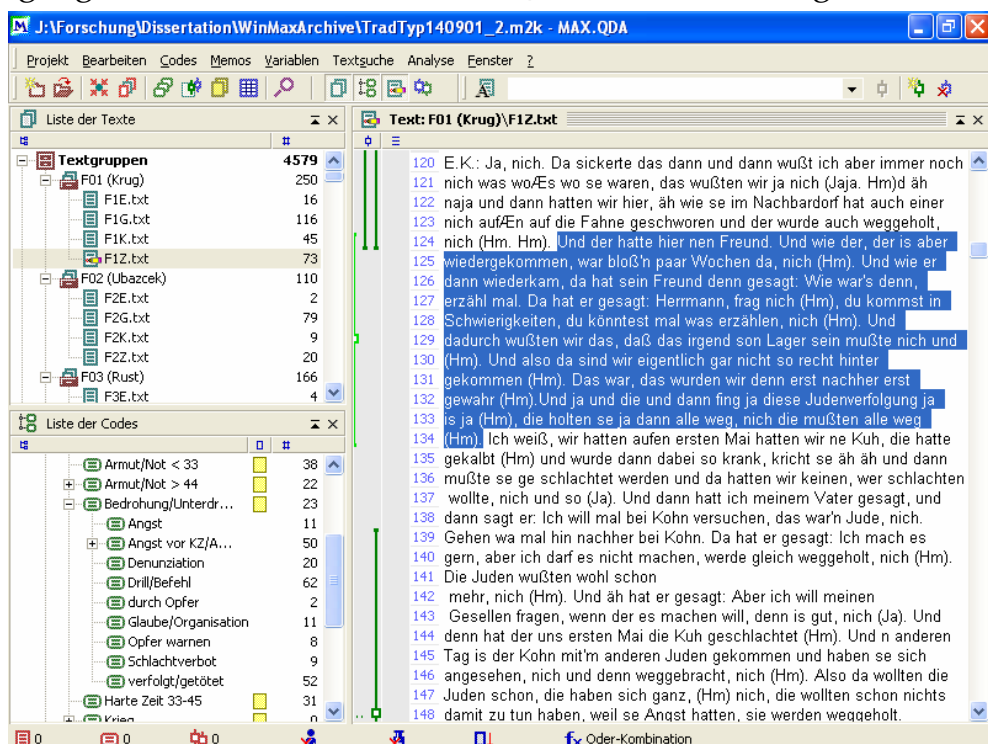 J:\Forschung\Dissertation\WinMaxArchive\TradTyp140901_2.m2k - MAX.QDA
Projekt Bearbeiten Codes Memos Variablen Textsuche Analyse Fenster ?
Liste der Texte
#
Textgruppen 4579
F01 (Krug) 250
F1E.txt 16
F1G.txt 116
F1K.txt 45
F1Z.txt 73
F02 (Ubazcek) 110
F2E.txt 2
F2G.txt 79
F2K.txt 9
F2Z.txt 20
F03 (Rust) 166
F3E.txt 4
Liste der Codes
#
Armut/Not < 33 38
Armut/Not > 44 22
Bedrohung/Unterdr... 23
Angst 11
Angst vor KZ/A... 50
Denunziation 20
Drill/Befehl 62
durch Opfer 2
Glaube/Organisation 11
Opfer warnen 8
Schlachtverbot 9
verfolgt/getötet 52
Harte Zeit 33-45 31
Krieg 0
Text: F01 (Krug)\F1Z.txt
120 E.K.: Ja, nich. Da sickerte das dann und dann wußt ich aber immer noch
121 nich was woÆs wo se waren, das wußten wir ja nich (Jaja. Hm)d äh
122 naja und dann hatten wir hier, äh wie se im Nachbardorf hat auch einer
123 nich aufÆn auf die Fahne geschworen und der wurde auch weggeholt,
124 nich (Hm. Hm). Und der hatte hier nen Freund. Und wie der, der is aber
125 wiedergekommen, war bloß'n paar Wochen da, nich (Hm). Und wie er
126 dann wiederkam, da hat sein Freund denn gesagt: Wie war's denn,
127 erzähl mal. Da hat er gesagt: Herrmann, frag nich (Hm), du kommst in
128 Schwierigkeiten, du könntest mal was erzählen, nich (Hm). Und
129 dadurch wußten wir das, daß das irgend son Lager sein mußte nich und
130 (Hm). Und also da sind wir eigentlich gar nicht so recht hinter
131 gekommen (Hm). Das war, das wurden wir denn erst nachher erst
132 gewahr (Hm).Und ja und die und dann fing ja diese Judenverfolgung ja
133 is ja (Hm), die holten se ja dann alle weg, nich die mußten alle weg
134 (Hm). Ich weiß, wir hatten aufen ersten Mai hatten wir ne Kuh, die hatte
135 gekalbt (Hm) und wurde dann dabei so krank, kricht se äh äh und dann
136 mußte se ge schlachtet werden und da hatten wir keinen, wer schlachten
137 wollte, nich und so (Ja). Und dann hatt ich meinem Vater gesagt, und
138 dann sagt er: Ich will mal bei Kohn versuchen, das war'n Jude, nich.
139 Gehen wa mal hin nachher bei Kohn. Da hat er gesagt: Ich mach es
140 gern, aber ich darf es nicht machen, werde gleich weggeholt, nich (Hm).
141 Die Juden wußten wohl schon
142 mehr, nich (Hm). Und äh hat er gesagt: Aber ich will meinen
143 Gesellen fragen, wenn der es machen will, denn is gut, nich (Ja). Und
144 denn hat der uns ersten Mai die Kuh geschlachtet (Hm). Und n anderen
145 Tag is der Kohn mit'm anderen Juden gekommen und haben se sich
146 angesehen, nich und denn weggebracht, nich (Hm). Also da wollten die
147 Juden schon, die haben sich ganz, (Hm) nich, die wollten schon nichts
148 damit zu tun haben, weil se Angst hatten, sie werden weggeholt.
0 0 0 fx Oder-Kombination